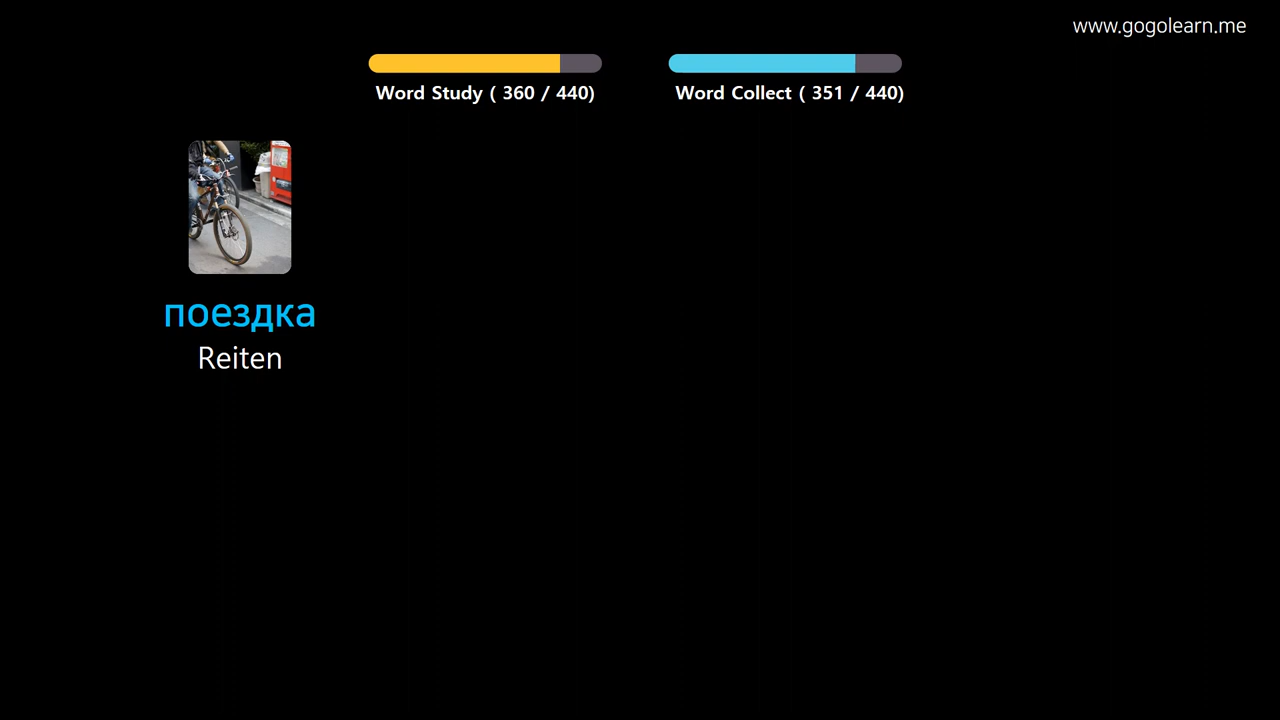 www.gogolearn.me
Word Study ( 360 / 440)
Word Collect ( 351 / 440)
поездка
Reiten